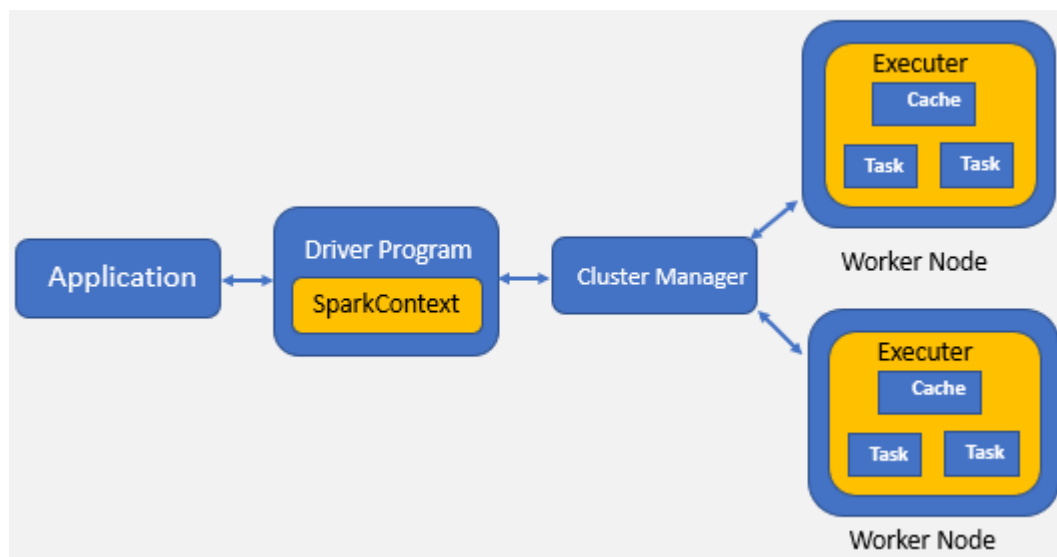 Application
Driver Program
SparkContext
Cluster Manager
Executer
Cache
Task
Task
Worker Node
Executer
Cache
Task
Task
Worker Node